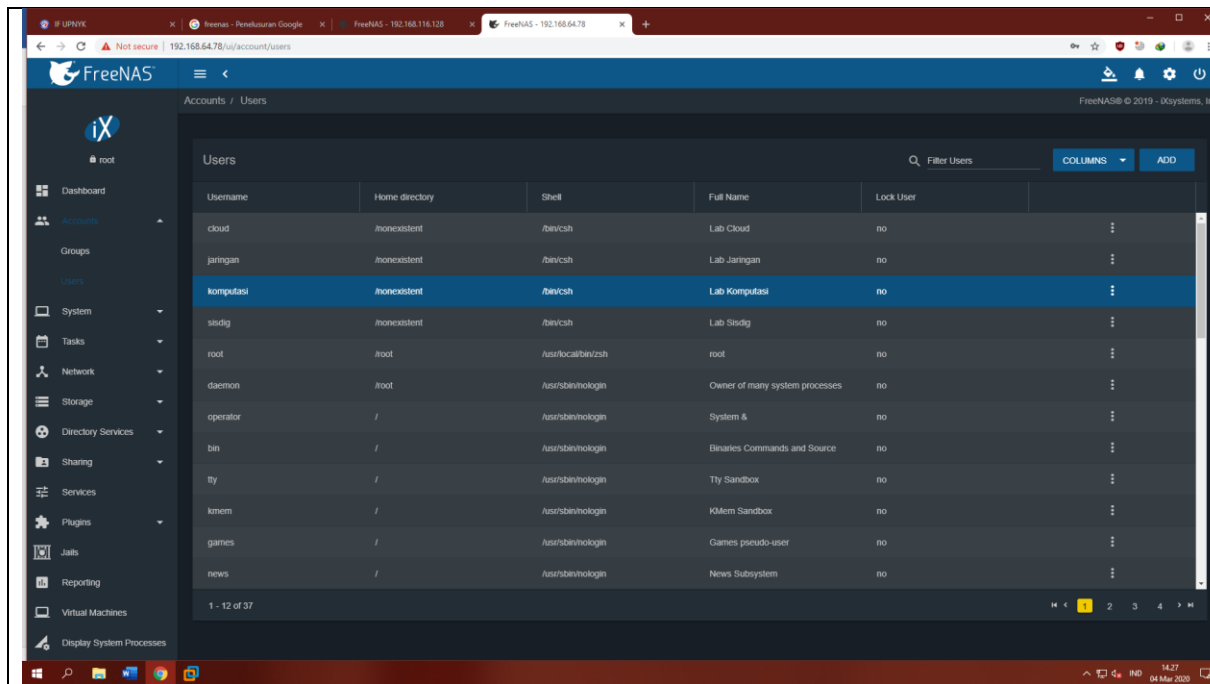 IF UPNYK
freenas - Penelusuran Google
FreeNAS - 192.168.116.128
FreeNAS - 192.168.64.78
Not secure | 192.168.64.78/ui/account/users
FreeNAS
Accounts / Users
FreeNAS® © 2019 - iXsystems, I
iX
root
Dashboard
Accounts
Groups
Users
System
Tasks
Network
Storage
Directory Services
Sharing
Services
Plugins
Jails
Reporting
Virtual Machines
Display System Processes
Users
Filter Users
COLUMNS
ADD
Username Home directory Shell Full Name Lock User
cloud /nonexistent /bin/csh Lab Cloud no
jaringan /nonexistent /bin/csh Lab Jaringan no
komputasi /nonexistent /bin/csh Lab Komputasi no
sisdig /nonexistent /bin/csh Lab Sisdig no
root /root /usr/local/bin/zsh root no
daemon /root /usr/sbin/nologin Owner of many system processes no
operator / /usr/sbin/nologin System & no
bin / /usr/sbin/nologin Binaries Commands and Source no
tty / /usr/sbin/nologin Tty Sandbox no
kmem / /usr/sbin/nologin KMem Sandbox no
games / /usr/sbin/nologin Games pseudo-user no
news / /usr/sbin/nologin News Subsystem no
1 - 12 of 37
1 2 3 4
IND
14.27
04 Mar 2020